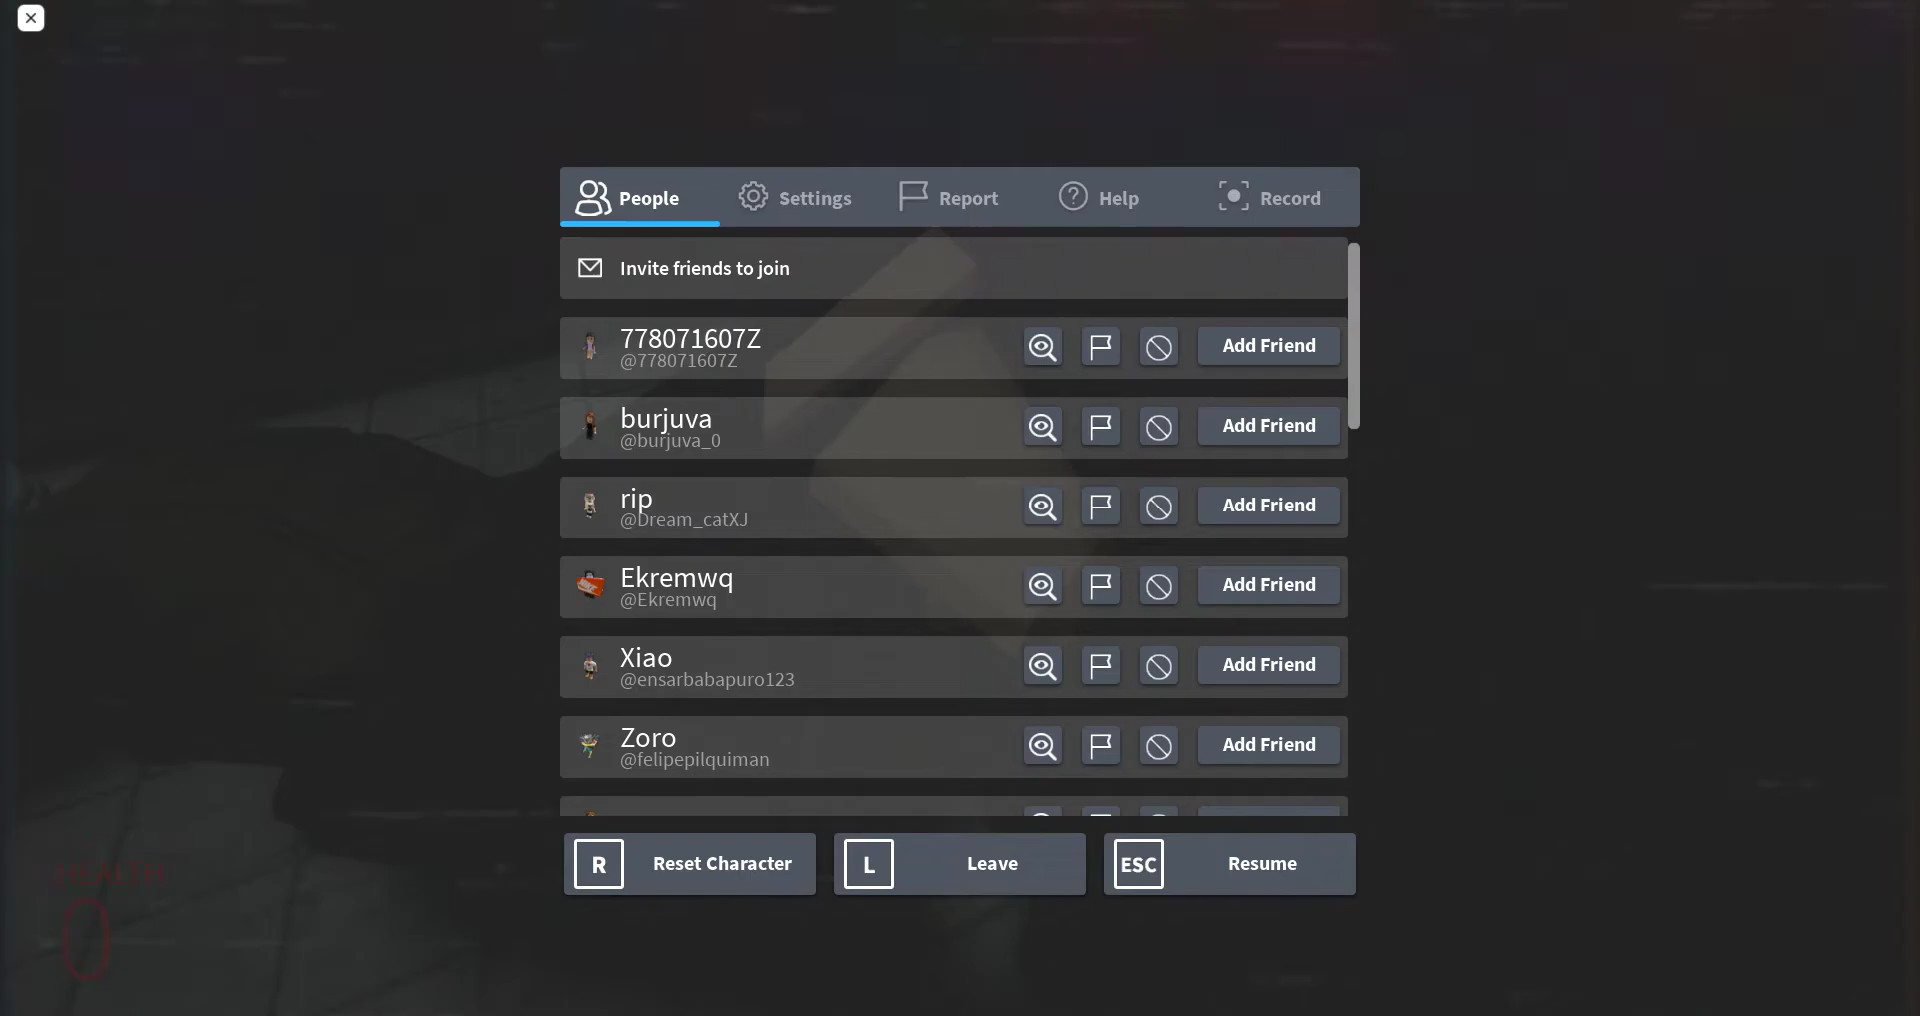 People
Settings
Report
Help
Record
Invite friends to join
778071607Z
@778071607Z
Add Friend
burjuva
@burjuva_0
Add Friend
rip
@Dream_catXJ
Add Friend
Ekremwq
@Ekremwq
Add Friend
Xiao
@ensarbabapuro123
Add Friend
Zoro
@felipepilquiman
Add Friend
R Reset Character
L Leave
ESC Resume
HEALTH
0